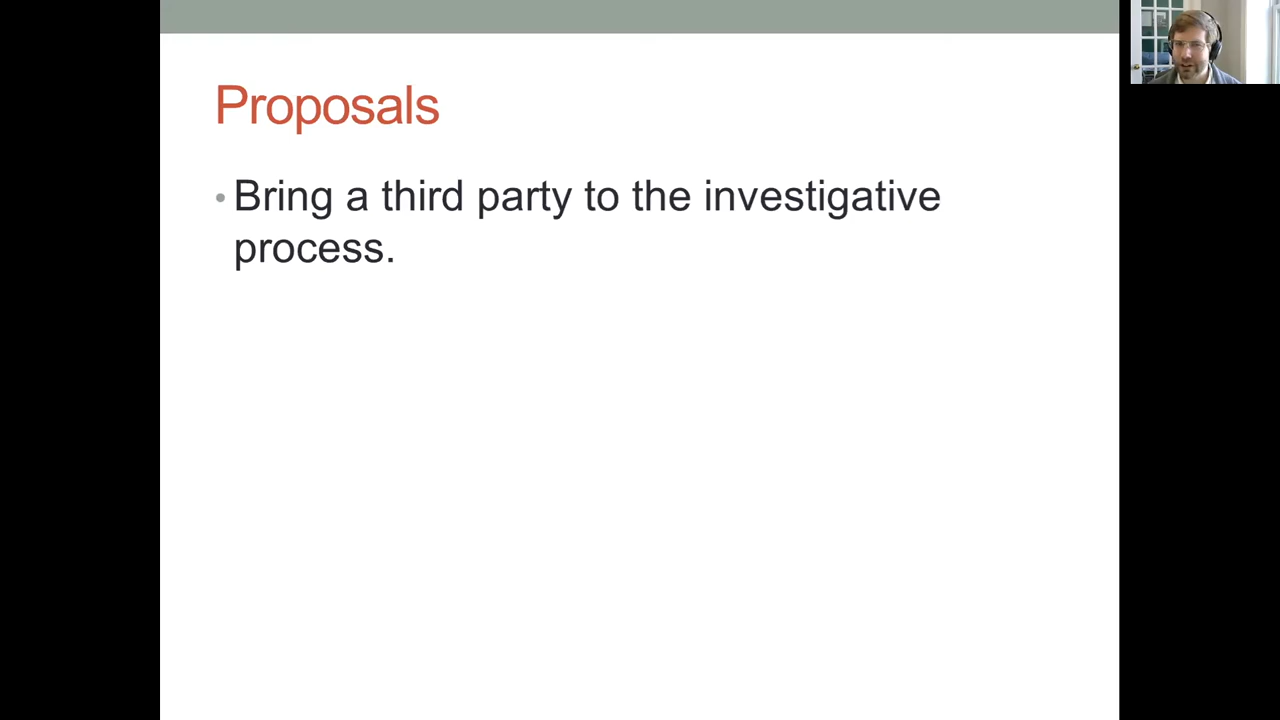 Proposals
• Bring a third party to the investigative
process.